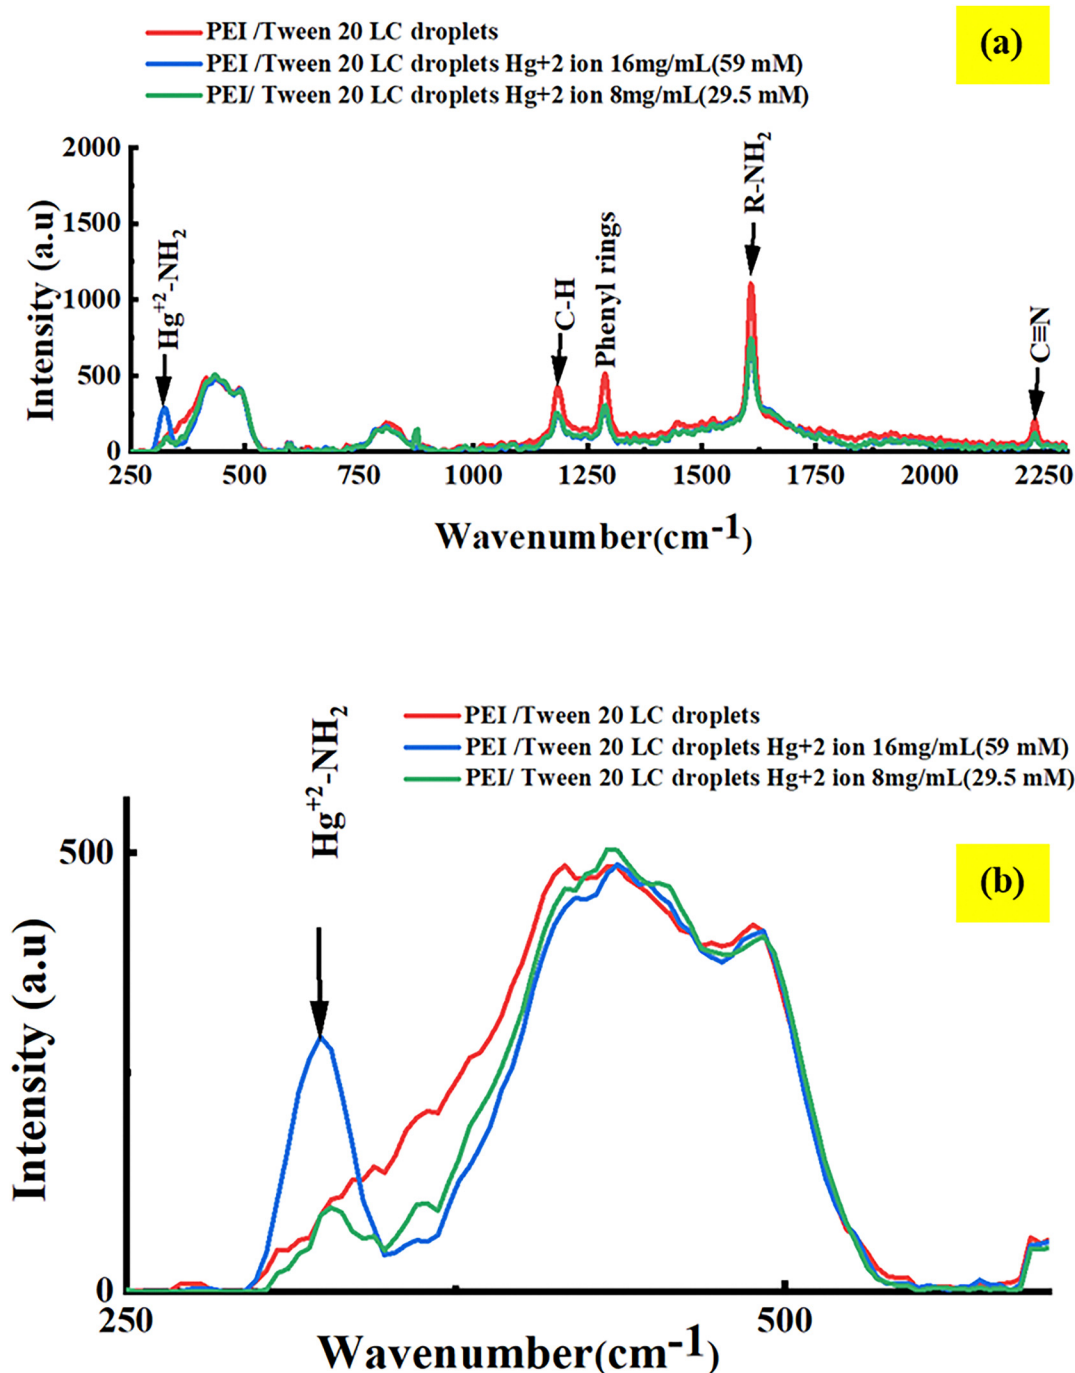 PEI /Tween 20 LC droplets
PEI /Tween 20 LC droplets Hg+2 ion 16mg/mL(59 mM)
PEI/ Tween 20 LC droplets Hg+2 ion 8mg/mL(29.5 mM)
(a)
Intensity (a.u)
2000
1500
1000
500
0
Hg+2-NH2
C-H
Phenyl rings
R-NH2
C≡N
250 500 750 1000 1250 1500 1750 2000 2250
Wavenumber(cm-1)
PEI /Tween 20 LC droplets
PEI /Tween 20 LC droplets Hg+2 ion 16mg/mL(59 mM)
PEI/ Tween 20 LC droplets Hg+2 ion 8mg/mL(29.5 mM)
(b)
Hg+2-NH2
Intensity (a.u)
500
0
250 500
Wavenumber(cm-1)